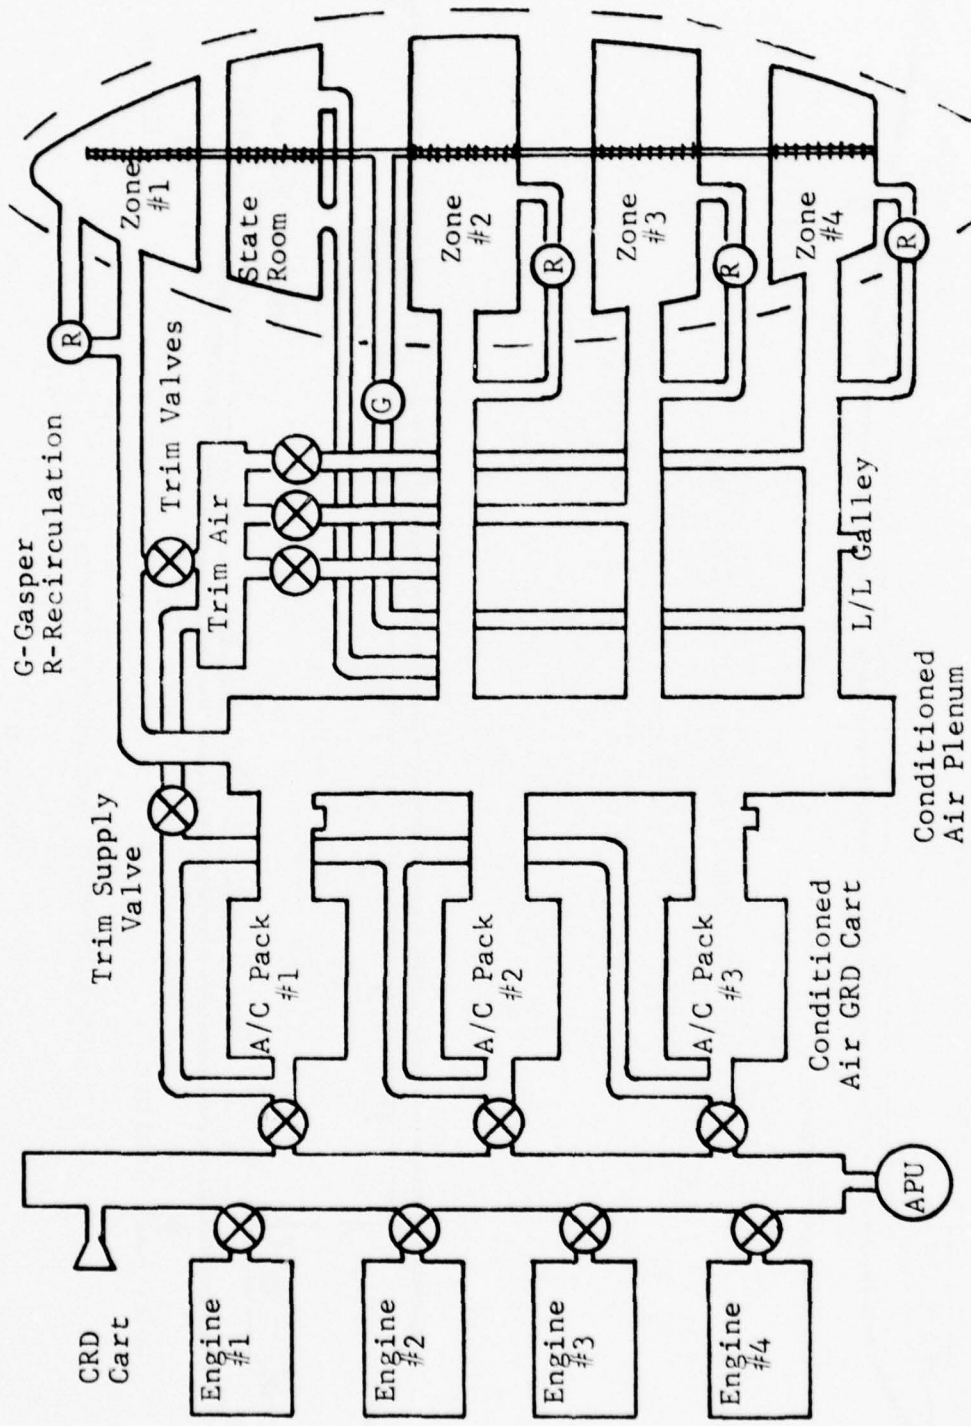 G-Gasper
R-Recirculation
Trim Supply
Valve
Trim Valves
Trim Air
CRD
Cart
Engine
#1
Engine
#2
Engine
#3
Engine
#4
APU
A/C Pack
#1
A/C Pack
#2
A/C Pack
#3
Conditioned
Air GRD Cart
Conditioned
Air Plenum
L/L Galley
G
R
R
R
R
Zone
#1
State
Room
Zone
#2
Zone
#3
Zone
#4